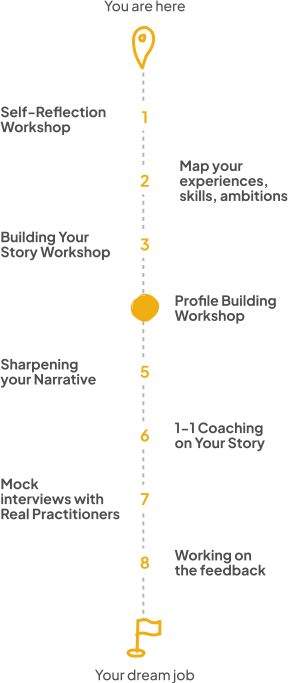 You are here
1
Self-Reflection
Workshop
2
Map your
experiences,
skills, ambitions
3
Building Your
Story Workshop
Profile Building
Workshop
5
Sharpening
your Narrative
6
1-1 Coaching
on Your Story
7
Mock
interviews with
Real Practitioners
8
Working on
the feedback
Your dream job